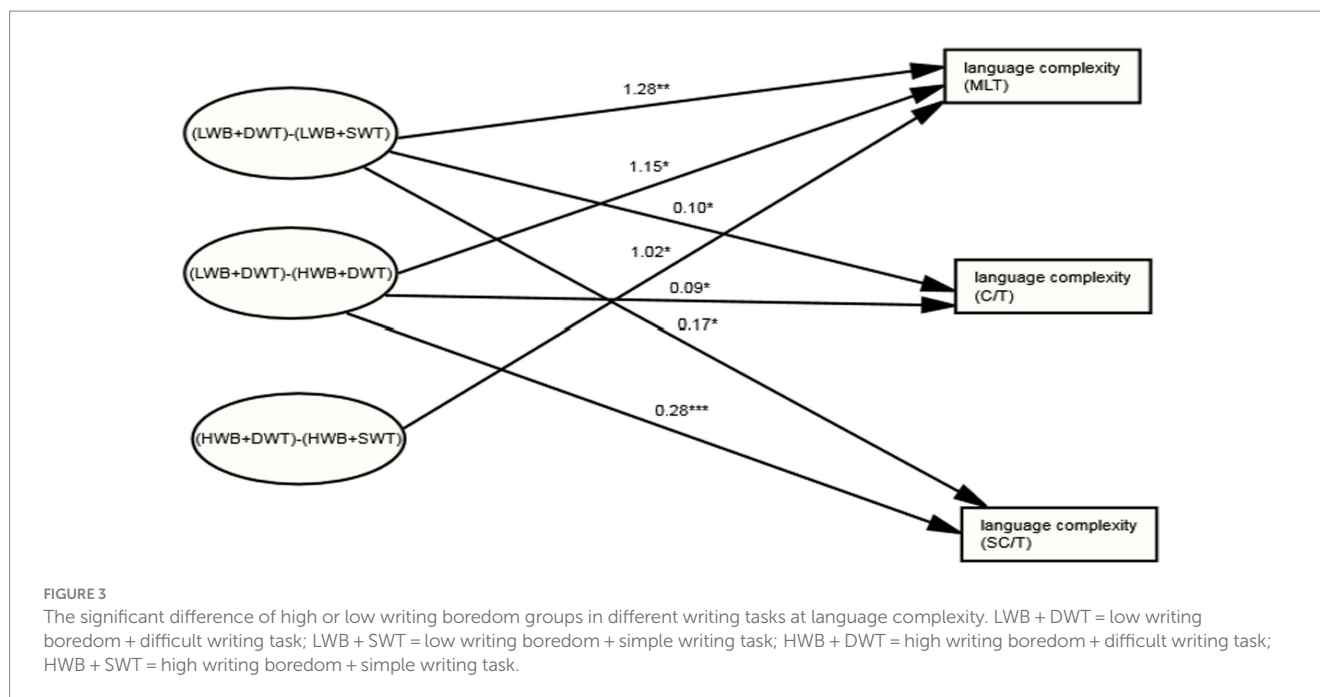 language complexity
(MLT)
1.28**
(LWB+DWT)-(LWB+SWT)
1.15*
0.10*
1.02*
(LWB+DWT)-(HWB+DWT)
language complexity
(C/T)
0.09*
0.17*
0.28***
(HWB+DWT)-(HWB+SWT)
language complexity
(SC/T)
FIGURE 3
The significant difference of high or low writing boredom groups in different writing tasks at language complexity. LWB + DWT = low writing
boredom + difficult writing task; LWB + SWT = low writing boredom + simple writing task; HWB + DWT = high writing boredom + difficult writing task;
HWB + SWT = high writing boredom + simple writing task.